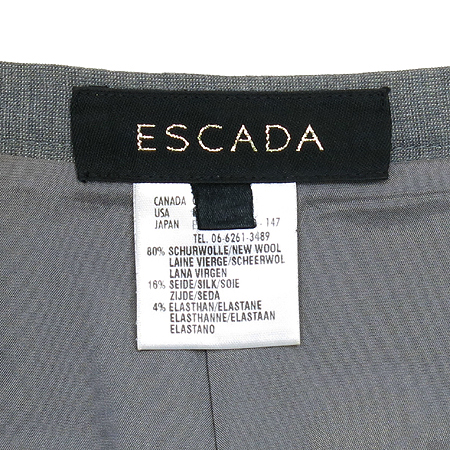 ESCADA
CANADA
USA
JAPAN - 147
TEL. 06-6261-3489
80% SCHURWOLLE/NEW WOOL
LAINE VIERGE/SCHEERWOL
LANA VIRGEN
16% SEIDE/SILK/SOIE
ZIJDE/SEDA
4% ELASTHAN/ELASTANE
ELASTHANNE/ELASTAAN
ELASTANO